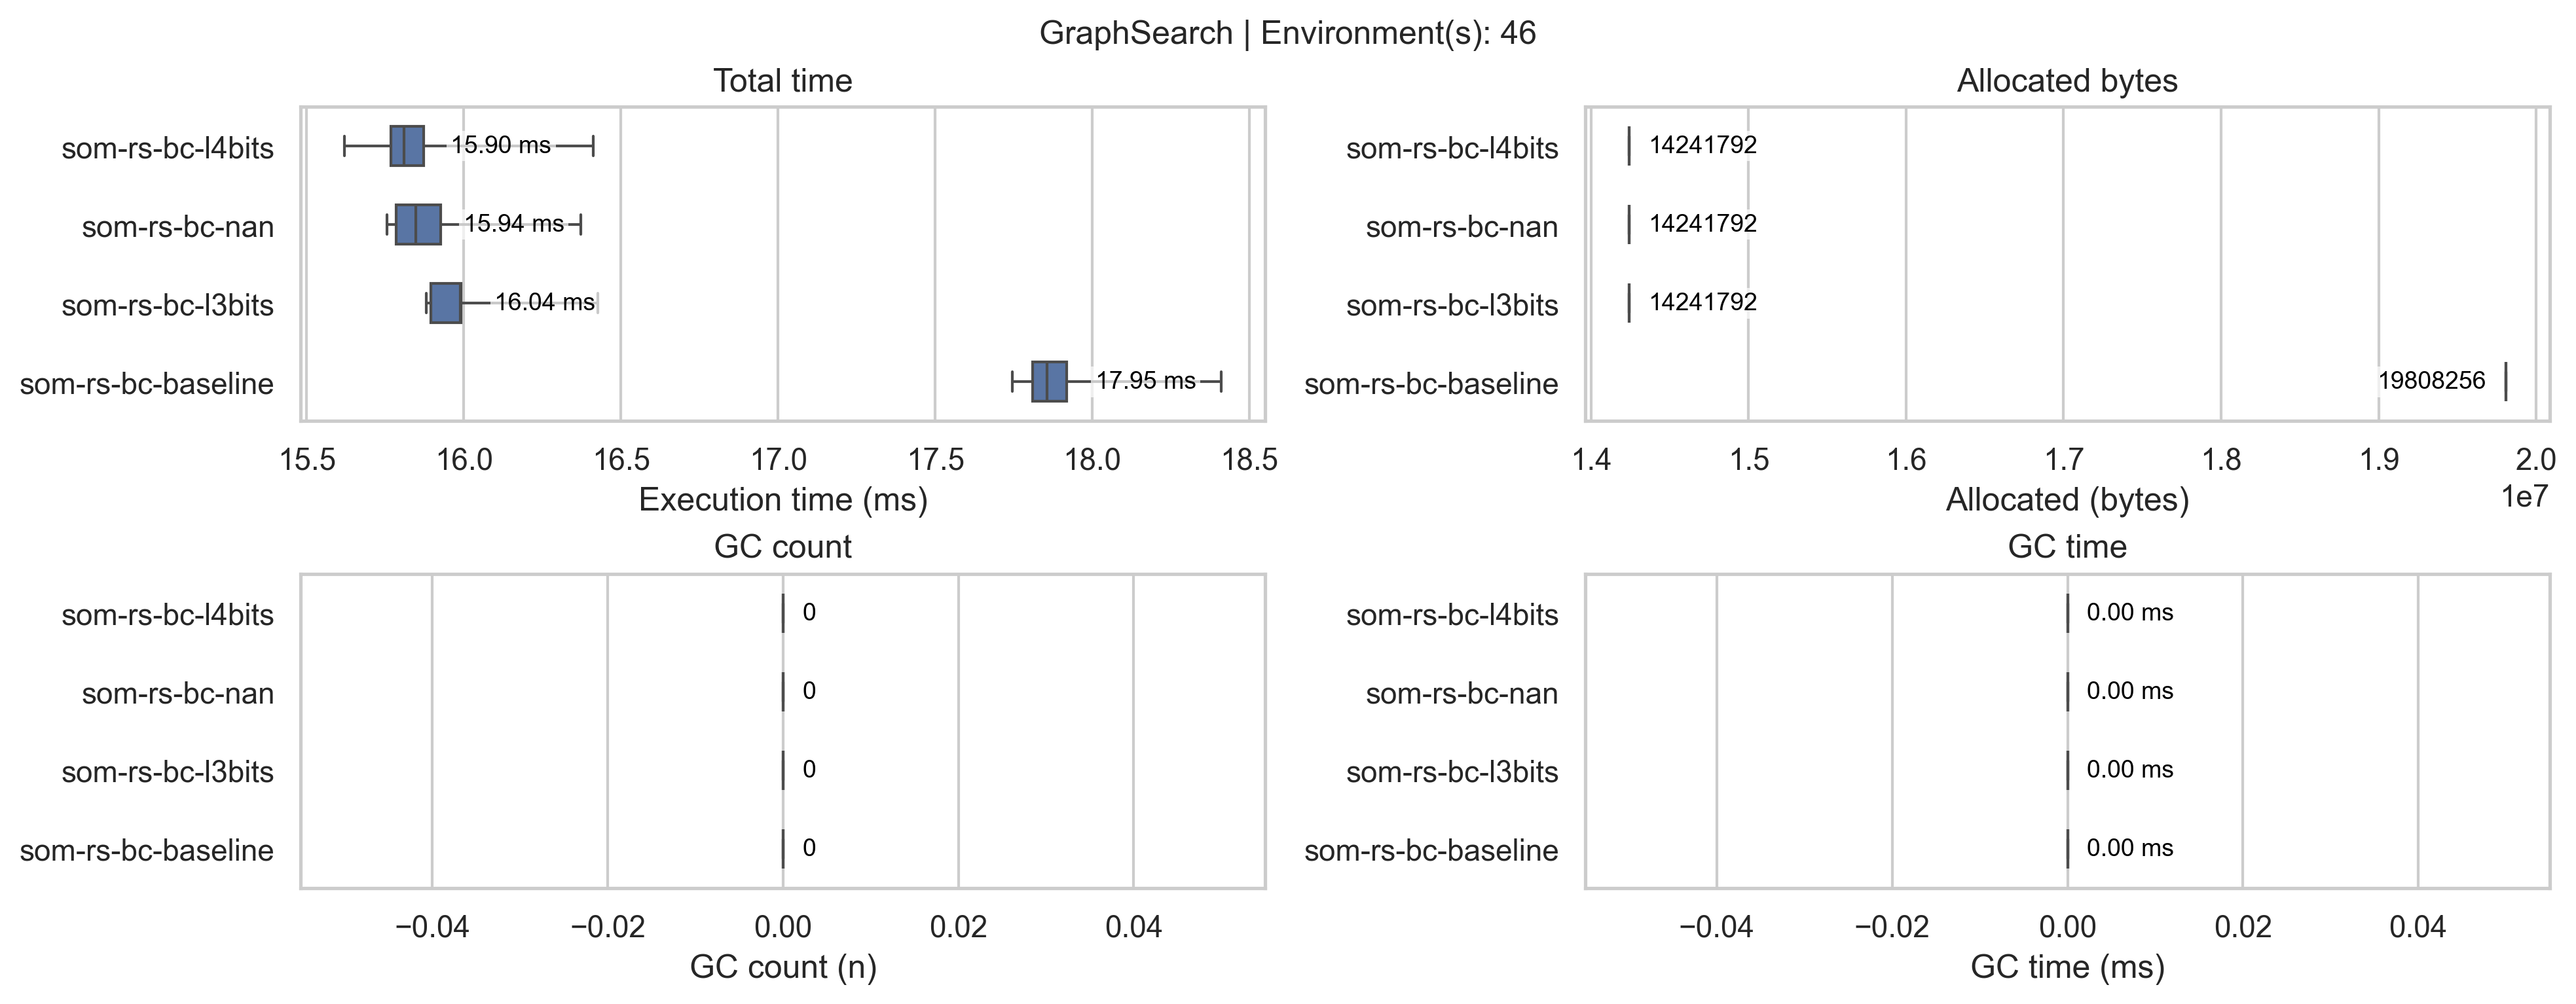 GraphSearch | Environment(s): 46
Total time
som-rs-bc-l4bits
15.90 ms
som-rs-bc-nan
15.94 ms
som-rs-bc-l3bits
16.04 ms
som-rs-bc-baseline
17.95 ms
15.5 16.0 16.5 17.0 17.5 18.0 18.5
Execution time (ms)
Allocated bytes
som-rs-bc-l4bits
14241792
som-rs-bc-nan
14241792
som-rs-bc-l3bits
14241792
som-rs-bc-baseline
19808256
1.4 1.5 1.6 1.7 1.8 1.9 2.0
1e7
Allocated (bytes)
GC count
som-rs-bc-l4bits
0
som-rs-bc-nan
0
som-rs-bc-l3bits
0
som-rs-bc-baseline
0
−0.04 −0.02 0.00 0.02 0.04
GC count (n)
GC time
som-rs-bc-l4bits
0.00 ms
som-rs-bc-nan
0.00 ms
som-rs-bc-l3bits
0.00 ms
som-rs-bc-baseline
0.00 ms
−0.04 −0.02 0.00 0.02 0.04
GC time (ms)